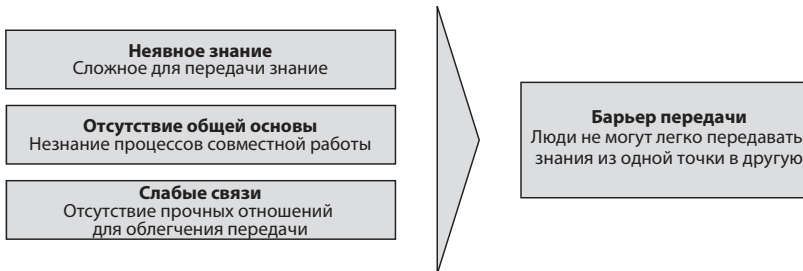 Неявное знание
Сложное для передачи знание
Отсутствие общей основы
Незнание процессов совместной работы
Слабые связи
Отсутствие прочных отношений
для облегчения передачи
Барьер передачи
Люди не могут легко передавать
знания из одной точки в другую